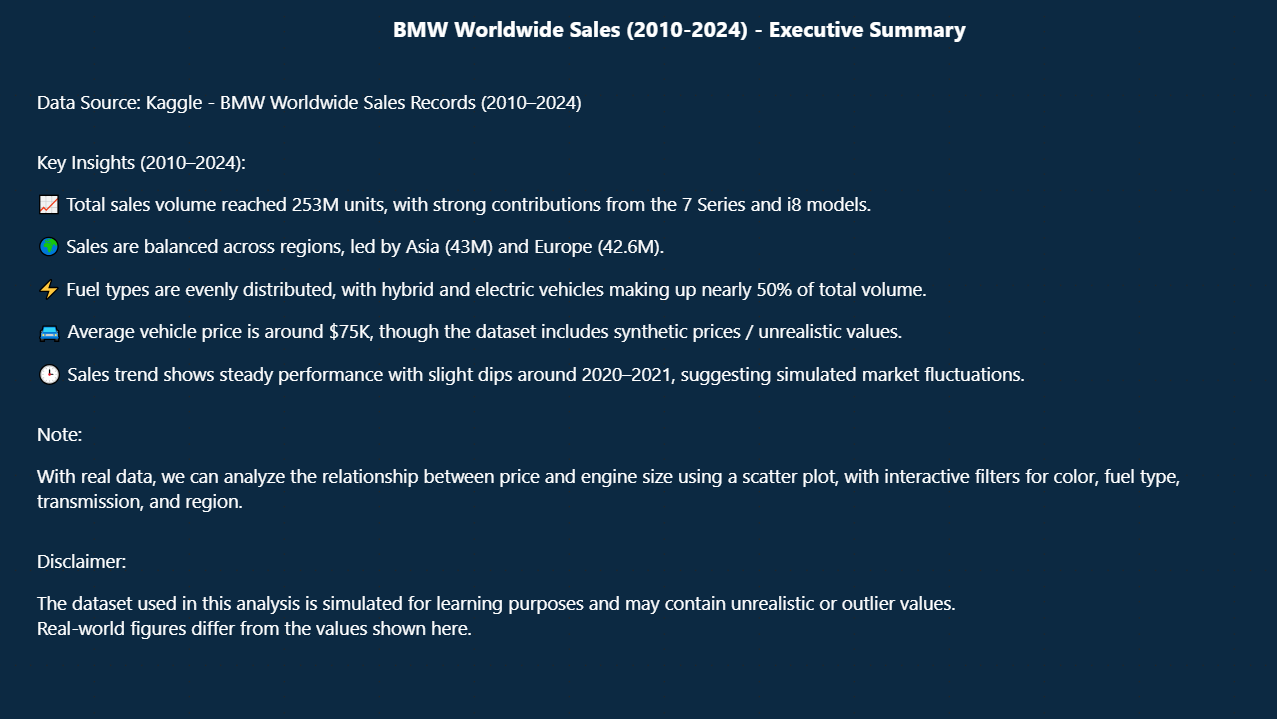 BMW Worldwide Sales (2010-2024) - Executive Summary
Data Source: Kaggle - BMW Worldwide Sales Records (2010–2024)
Key Insights (2010–2024):
📈 Total sales volume reached 253M units, with strong contributions from the 7 Series and i8 models.
🌍 Sales are balanced across regions, led by Asia (43M) and Europe (42.6M).
⚡ Fuel types are evenly distributed, with hybrid and electric vehicles making up nearly 50% of total volume.
🚘 Average vehicle price is around $75K, though the dataset includes synthetic prices / unrealistic values.
🕒 Sales trend shows steady performance with slight dips around 2020–2021, suggesting simulated market fluctuations.
Note:
With real data, we can analyze the relationship between price and engine size using a scatter plot, with interactive filters for color, fuel type,
transmission, and region.
Disclaimer:
The dataset used in this analysis is simulated for learning purposes and may contain unrealistic or outlier values.
Real-world figures differ from the values shown here.